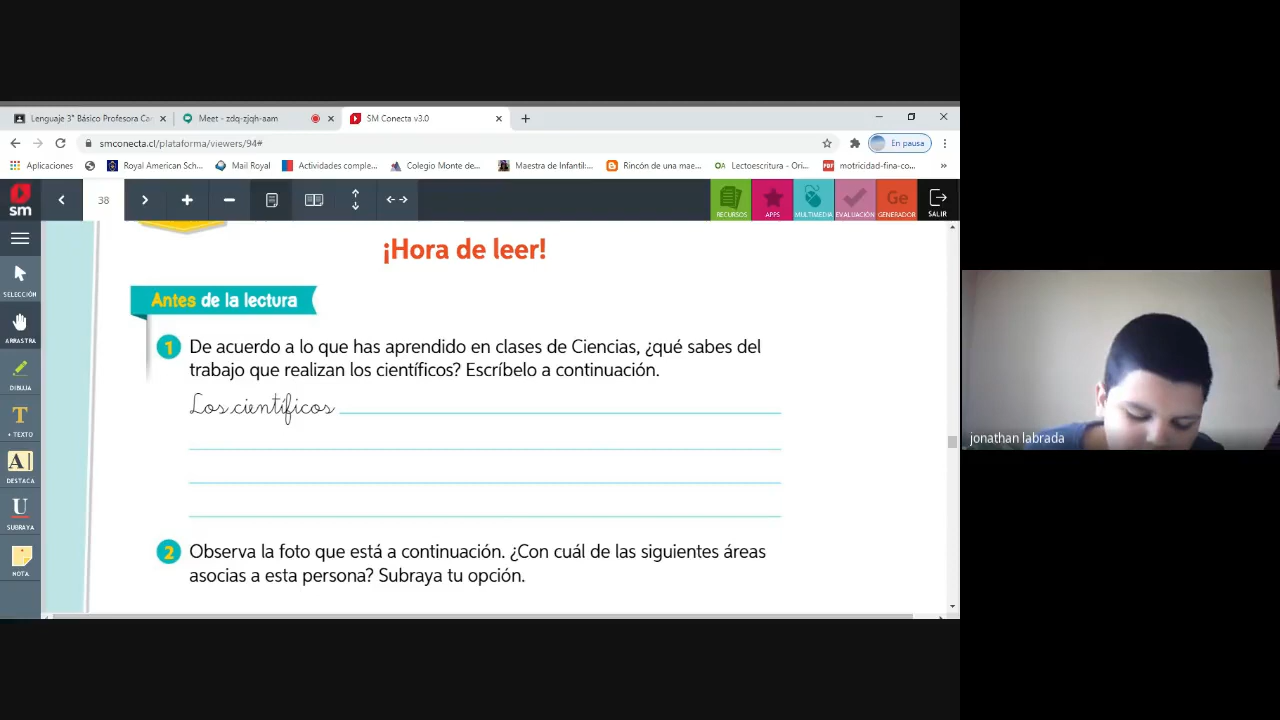 Lenguaje 3° Básico Profesora Ca
Meet - zdq-zjqh-aam
SM Conecta v3.0
smconecta.cl/plataforma/viewers/94#
En pausa
Aplicaciones
Royal American Sch...
Mail Royal
Actividades comple...
Colegio Monte de...
Maestra de Infantil:...
Rincón de una mae...
OA
Lectoescritura - Ori...
PDF
motricidad-fina-co...
»
sm
38
RECURSOS
APPS
MULTIMEDIA
EVALUACIÓN
Ge
GENERADOR
SALIR
SELECCIÓN
ARRASTRA
DIBUJA
T
+ TEXTO
A
DESTACA
U
SUBRAYA
NOTA
¡Hora de leer!
Antes de la lectura
1 De acuerdo a lo que has aprendido en clases de Ciencias, ¿qué sabes del
trabajo que realizan los científicos? Escríbelo a continuación.
Los científicos
2 Observa la foto que está a continuación. ¿Con cuál de las siguientes áreas
asocias a esta persona? Subraya tu opción.
jonathan labrada